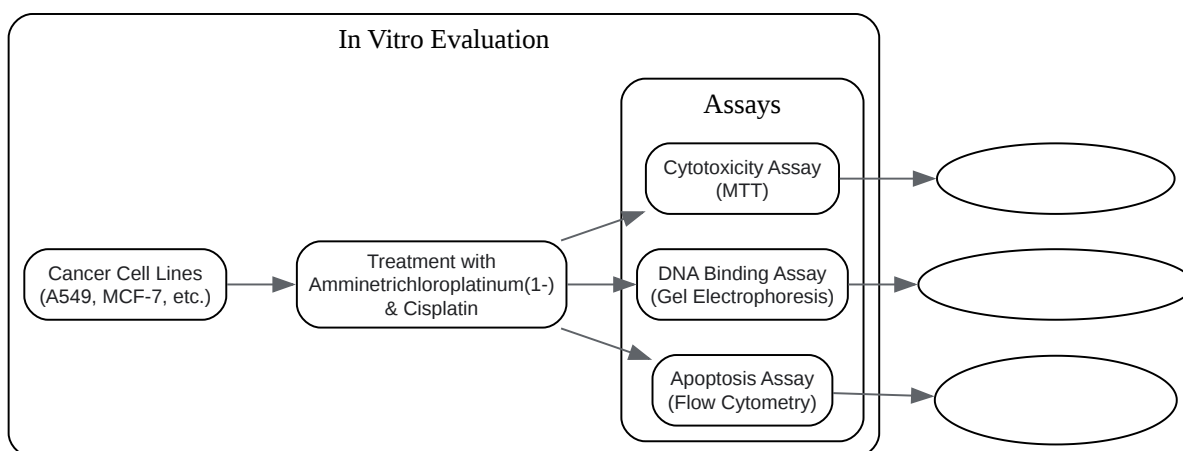 In Vitro Evaluation
Assays
Cytotoxicity Assay
(MTT)
Cancer Cell Lines
(A549, MCF-7, etc.)
Treatment with
Amminetrichloroplatinum(1-)
& Cisplatin
DNA Binding Assay
(Gel Electrophoresis)
Apoptosis Assay
(Flow Cytometry)